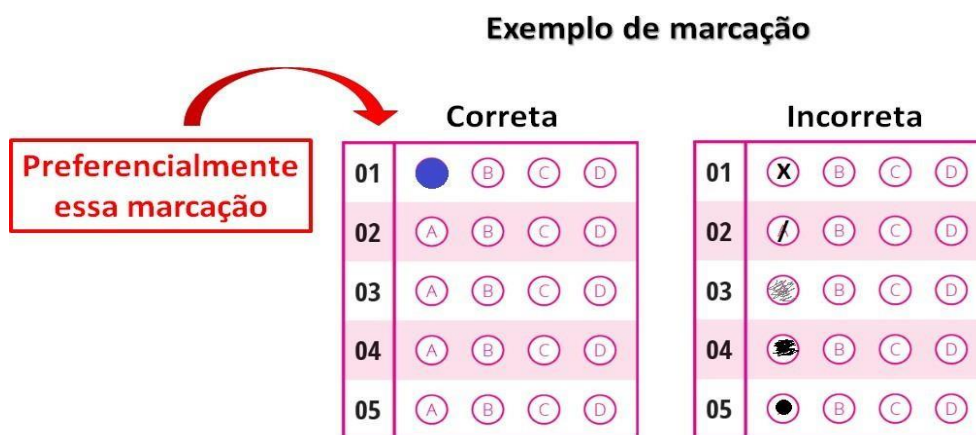 Exemplo de marcação
Preferencialmente
essa marcação
Correta
01 B C D
02 A B C D
03 A B C D
04 A B C D
05 A B C D
Incorreta
01 X B C D
02 A B C D
03 B C D
04 B C D
05 B C D